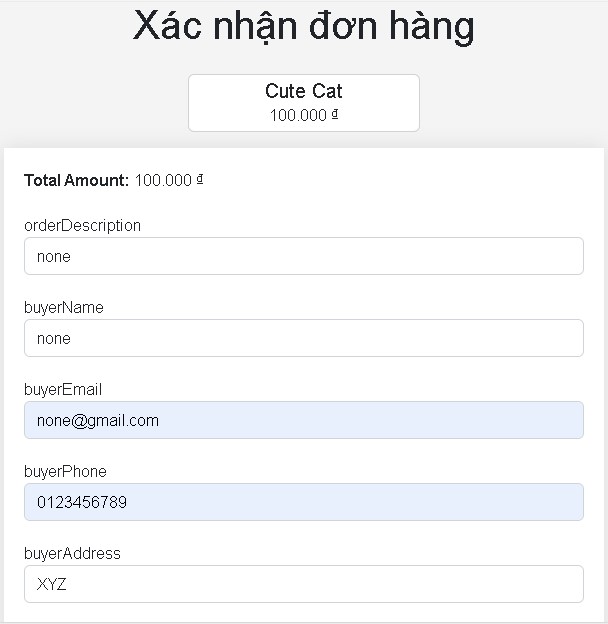 Xác nhận đơn hàng
Cute Cat
100.000 ₫
Total Amount: 100.000 ₫
orderDescription
none
buyerName
none
buyerEmail
none@gmail.com
buyerPhone
0123456789
buyerAddress
XYZ